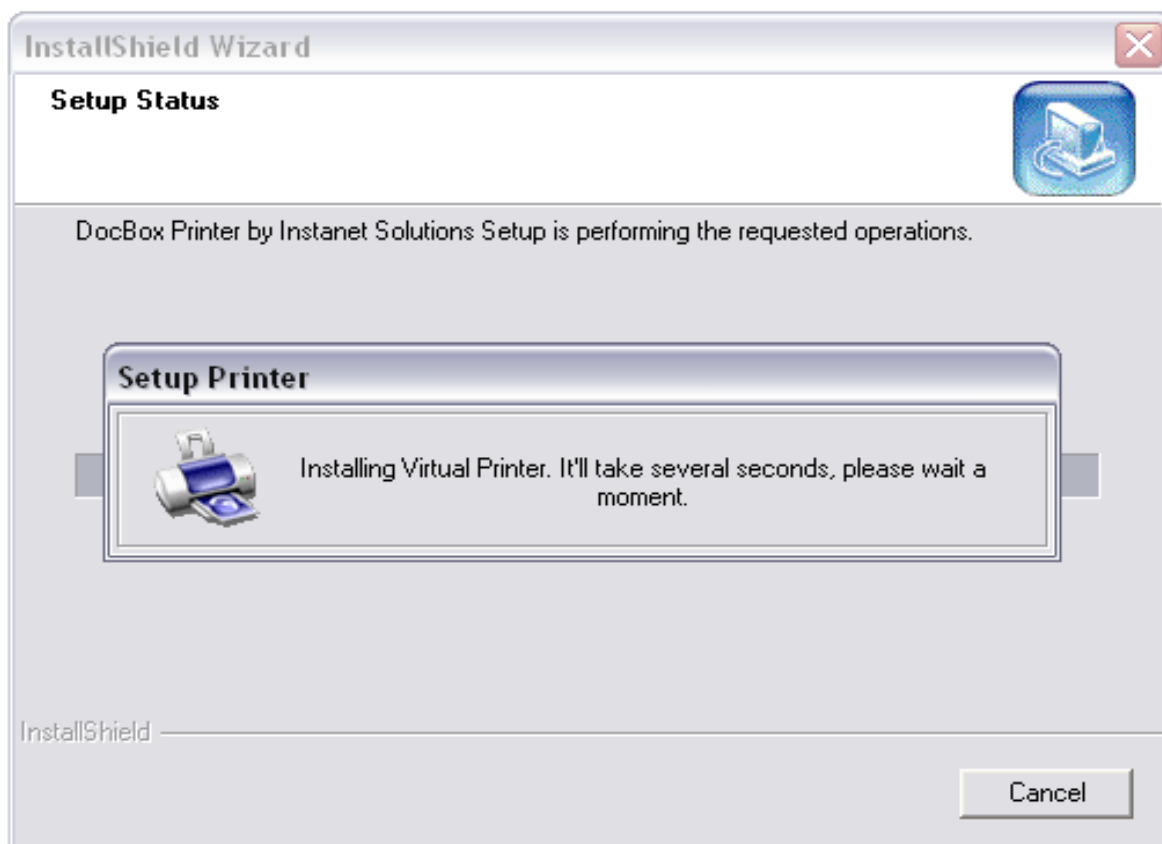 InstallShield Wizard
Setup Status
DocBox Printer by Instanet Solutions Setup is performing the requested operations.
Setup Printer
Installing Virtual Printer. It'll take several seconds, please wait a
moment.
InstallShield
Cancel